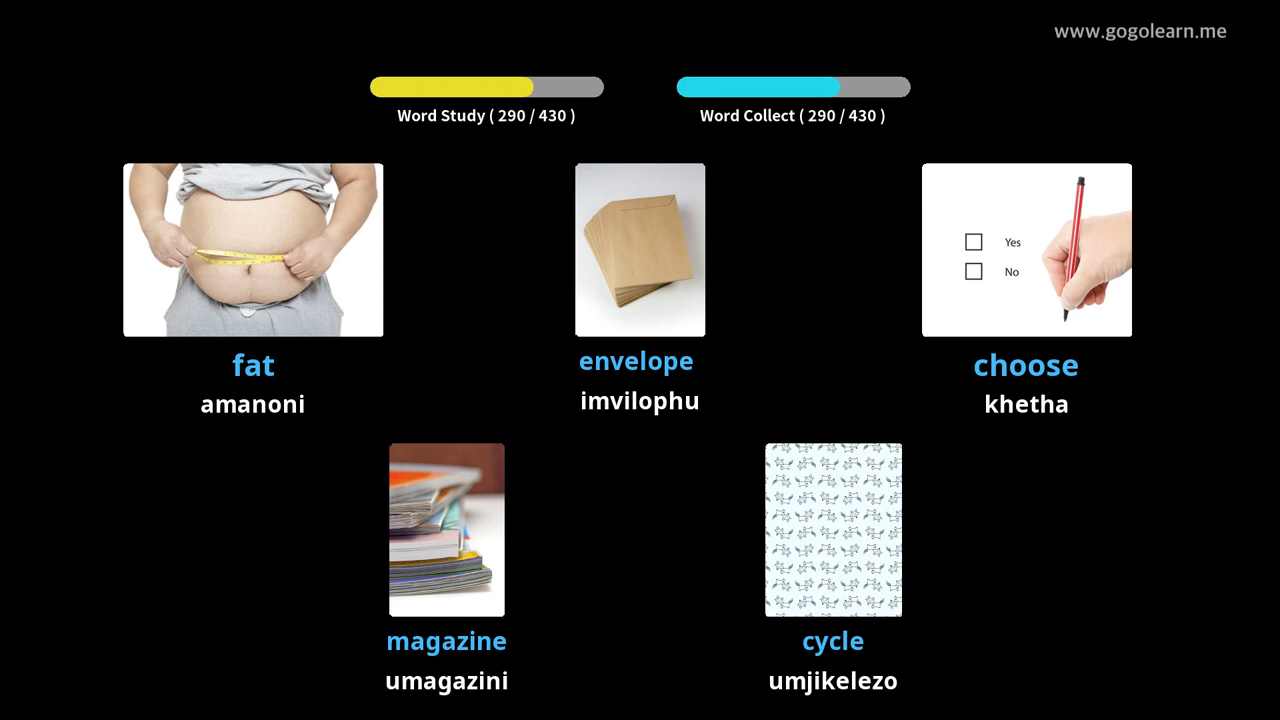 www.gogolearn.me
Word Study ( 290 / 430 )
Word Collect ( 290 / 430 )
Yes
No
fat
amanoni
envelope
imvilophu
choose
khetha
magazine
umagazini
cycle
umjikelezo